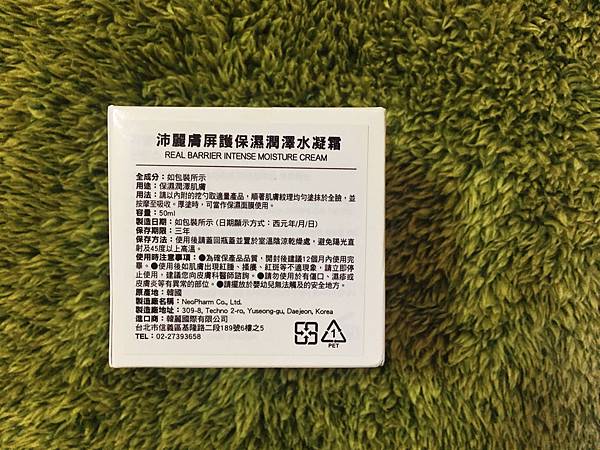 沛麗膚屏護保濕潤澤水凝霜
REAL BARRIER INTENSE MOISTURE CREAM
全成分：如包裝所示
用途：保濕潤澤肌膚
用法：請以內附的挖勺取適量產品，順著肌膚紋理均勻塗抹於全臉，並
按摩至吸收。厚塗時，可當作保濕面膜使用。
容量：50ml
製造日期：如包裝所示 (日期顯示方式：西元年/月/日)
保存期限：三年
保存方法：使用後請蓋回瓶蓋並置於室溫陰涼乾燥處，避免陽光直
射及45度以上高溫。
使用時注意事項：●為確保產品品質，開封後建議12個月內使用完
畢。●使用後如肌膚出現紅腫、搔癢、紅斑等不適現象，請立即停
止使用，建議您向皮膚科醫師諮詢。●請勿使用於有傷口、濕疹或
皮膚炎等有異常的部位。●請擺放於嬰幼兒無法觸及的安全地方。
原產地：韓國
製造廠名稱：NeoPharm Co., Ltd.
製造廠地址：309-8, Techno 2-ro, Yuseong-gu, Daejeon, Korea
進口商：韓麗國際有限公司
台北市信義區基隆路二段189號6樓之5
TEL：02-27393658
1
PET